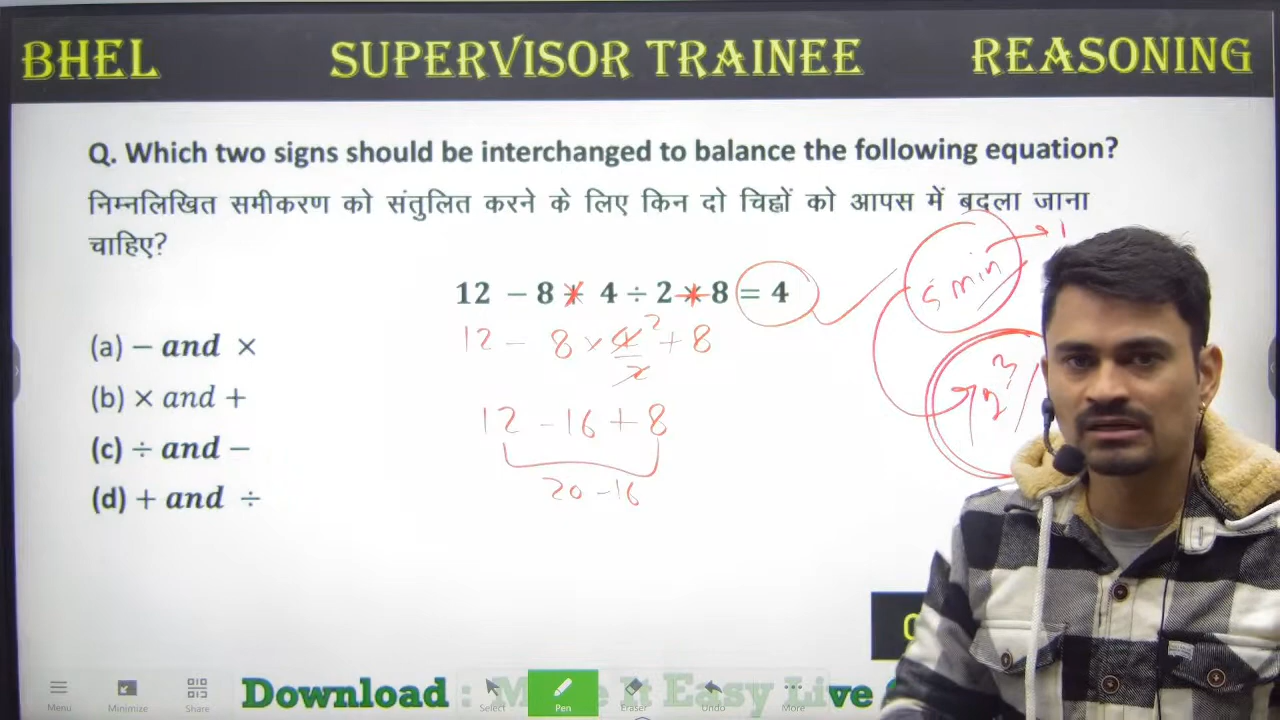 BHEL SUPERVISOR TRAINEE REASONING
Q. Which two signs should be interchanged to balance the following equation?
निम्नलिखित समीकरण को संतुलित करने के लिए किन दो चिह्नों को आपस में बदला जाना
चाहिए?
12 − 8 4 ÷ 2 8 = 4
12 − 8 × 4 2 + 8
2
(a) − and ×
(b) × and +
(c) ÷ and −
(d) + and ÷
12 − 16 + 8
20 − 16
5 min
Download :
Menu Minimize Share Select Pen Eraser Undo More